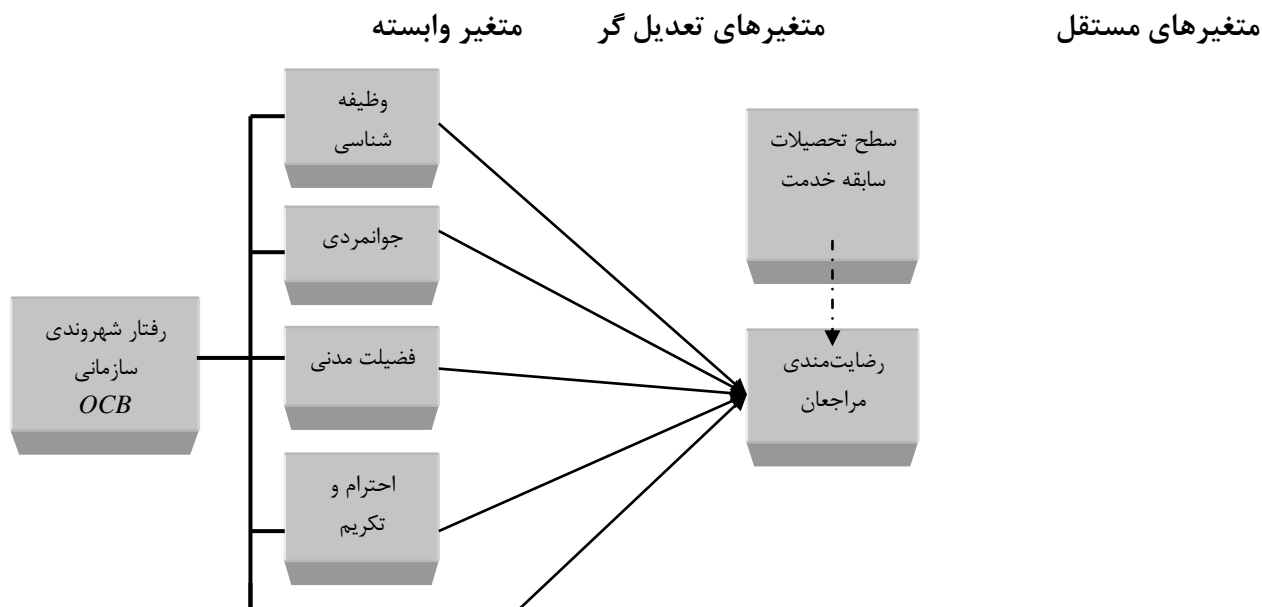 متغیرهای مستقل
متغیرهای تعدیل گر
متغیر وابسته
وظیفه
شناسی
سطح تحصیلات
سابقه خدمت
جوانمردی
رفتار شهروندی
سازمانی
OCB
فضیلت مدنی
رضایت‌مندی
مراجعان
احترام و
تکریم